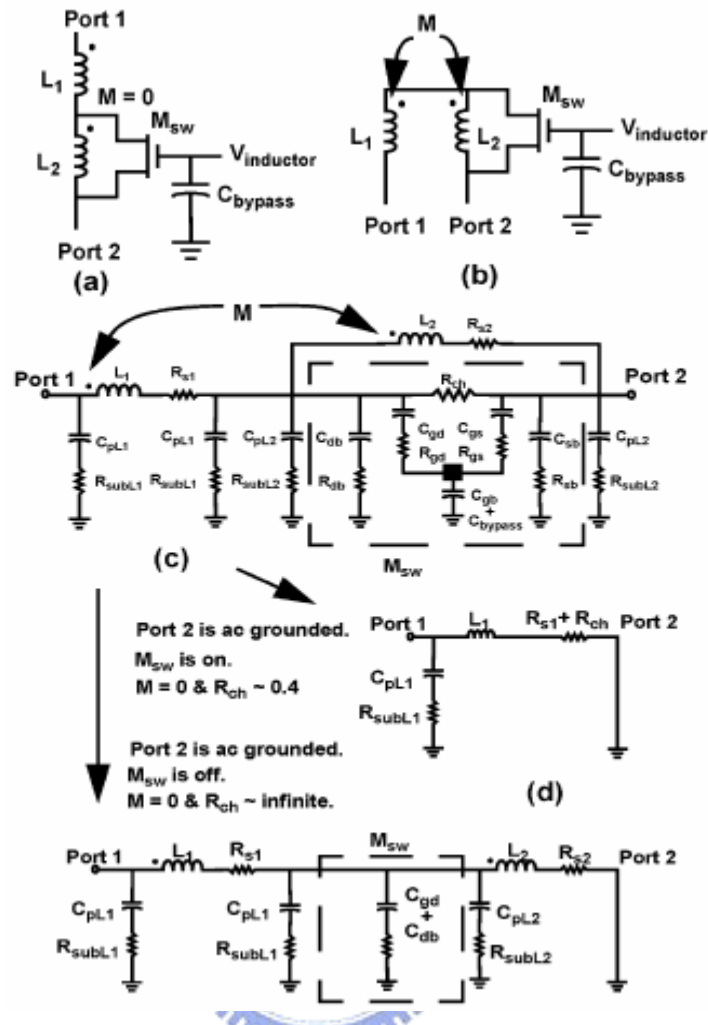 Port 1
L1
M = 0
Msw
L2
Vinductor
Cbypass
Port 2
(a)
M
Msw
L1
L2
Vinductor
Cbypass
Port 1 Port 2
(b)
M
L2
Rs2
Port 1
L1
Rs1
Rch
Port 2
CpL1
CpL1
CpL2
Cdb
Cgd
Cgs
Csb
CpL2
RsubL1
RsubL1
RsubL2
Rdb
Rgd
Rgs
Rsb
RsubL2
Cgb
+
Cbypass
(c)
Msw
Port 2 is ac grounded.
Msw is on.
M = 0 & Rch ~ 0.4
Port 1
L1
Rs1+ Rch
Port 2
CpL1
RsubL1
(d)
Port 2 is ac grounded.
Msw is off.
M = 0 & Rch ~ infinite.
Port 1
L1
Rs1
Msw
L2
Rs2
Port 2
CpL1
CpL1
Cgd
+
Cdb
CpL2
RsubL1
RsubL1
RsubL2